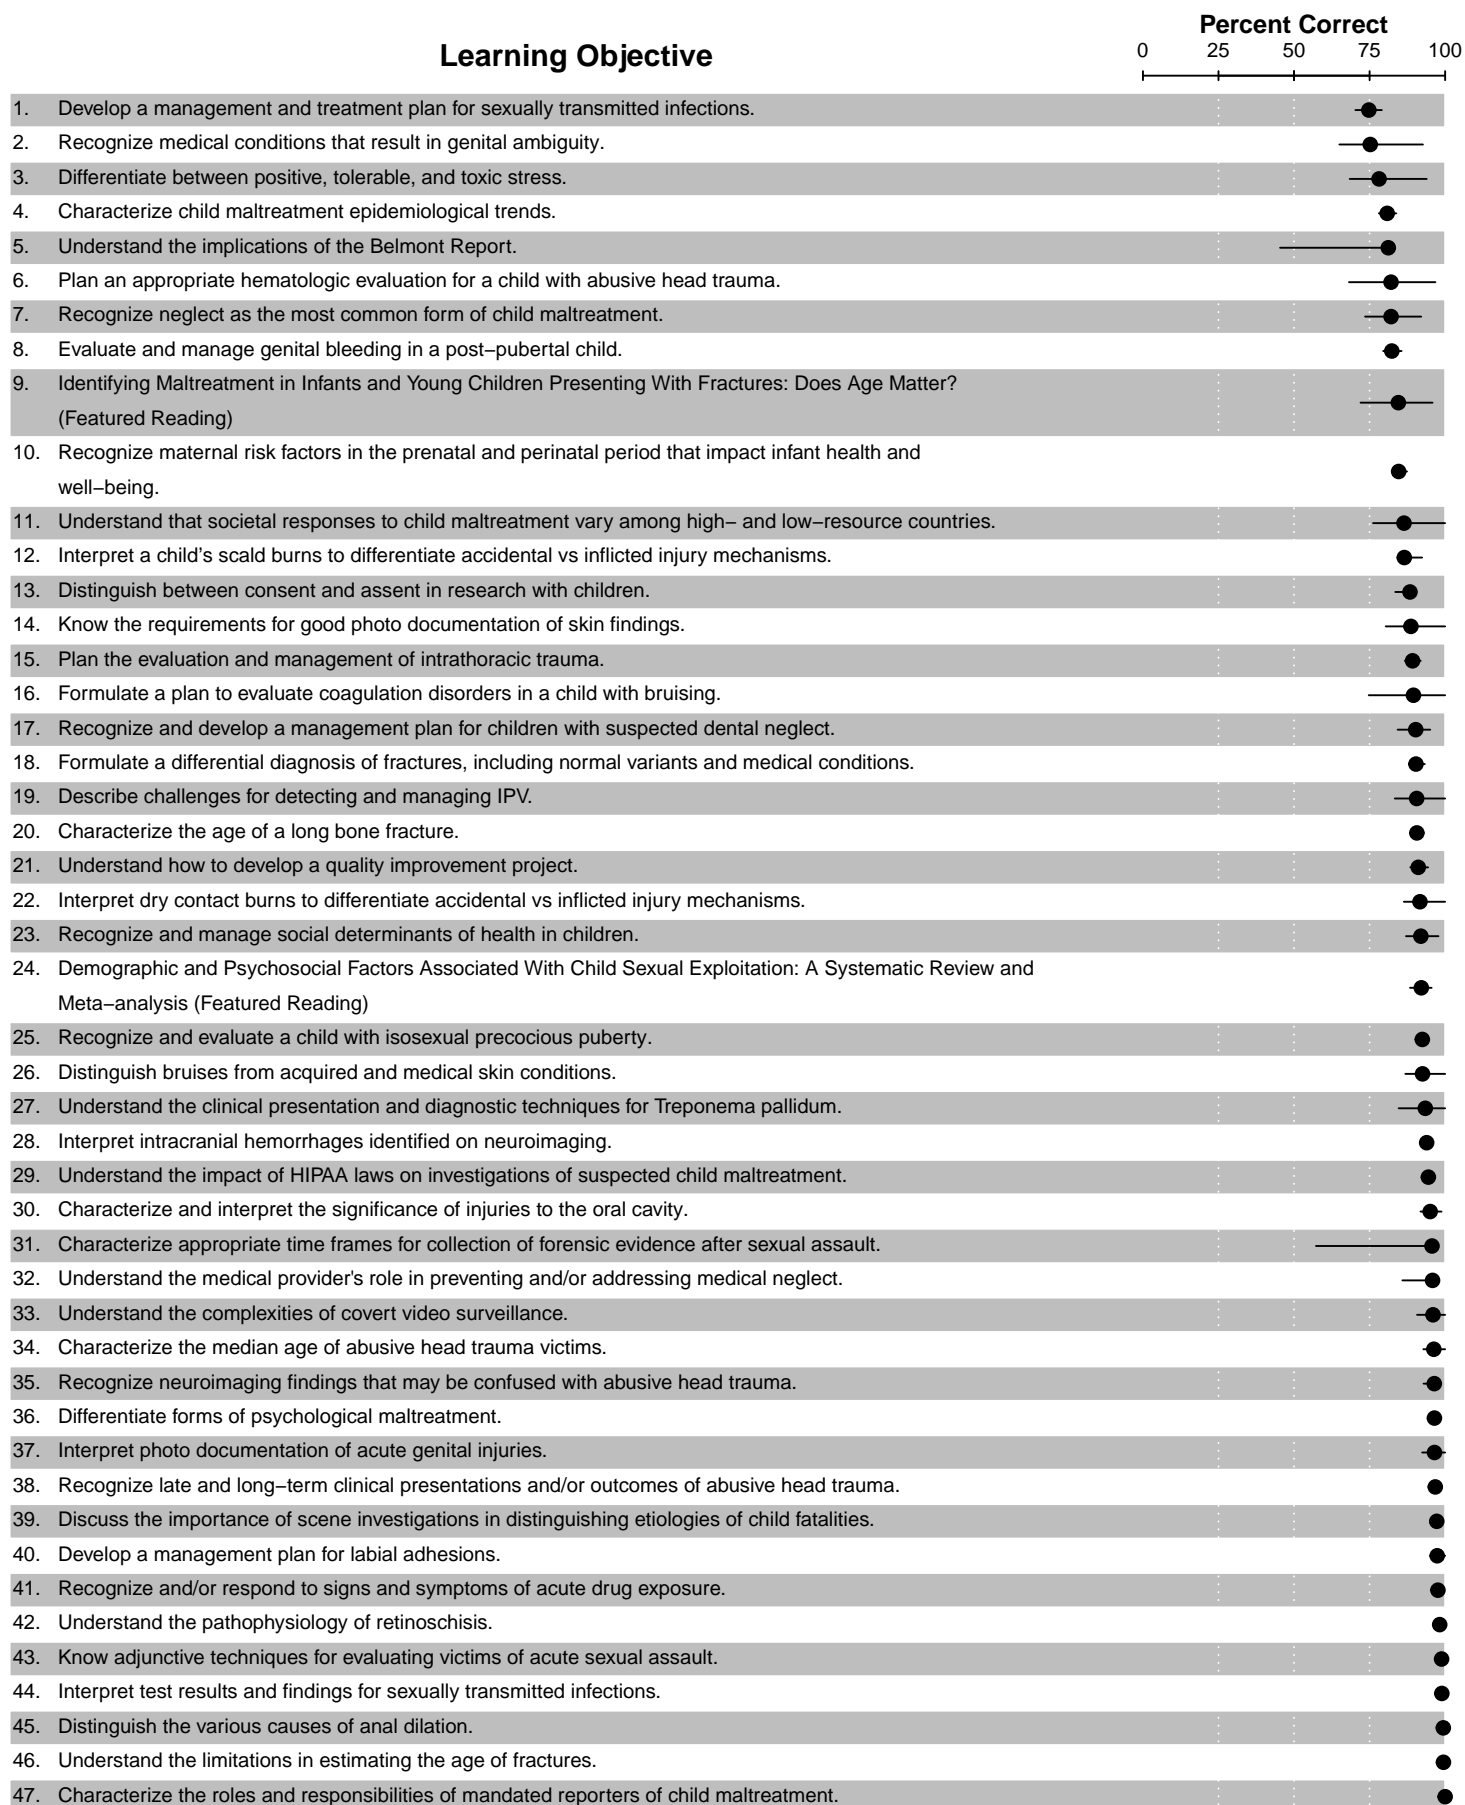 Percent Correct
Learning Objective
0 25 50 75 100
1. Develop a management and treatment plan for sexually transmitted infections.
2. Recognize medical conditions that result in genital ambiguity.
3. Differentiate between positive, tolerable, and toxic stress.
4. Characterize child maltreatment epidemiological trends.
5. Understand the implications of the Belmont Report.
6. Plan an appropriate hematologic evaluation for a child with abusive head trauma.
7. Recognize neglect as the most common form of child maltreatment.
8. Evaluate and manage genital bleeding in a post−pubertal child.
9. Identifying Maltreatment in Infants and Young Children Presenting With Fractures: Does Age Matter?
(Featured Reading)
10. Recognize maternal risk factors in the prenatal and perinatal period that impact infant health and
well−being.
11. Understand that societal responses to child maltreatment vary among high− and low−resource countries.
12. Interpret a child's scald burns to differentiate accidental vs inflicted injury mechanisms.
13. Distinguish between consent and assent in research with children.
14. Know the requirements for good photo documentation of skin findings.
15. Plan the evaluation and management of intrathoracic trauma.
16. Formulate a plan to evaluate coagulation disorders in a child with bruising.
17. Recognize and develop a management plan for children with suspected dental neglect.
18. Formulate a differential diagnosis of fractures, including normal variants and medical conditions.
19. Describe challenges for detecting and managing IPV.
20. Characterize the age of a long bone fracture.
21. Understand how to develop a quality improvement project.
22. Interpret dry contact burns to differentiate accidental vs inflicted injury mechanisms.
23. Recognize and manage social determinants of health in children.
24. Demographic and Psychosocial Factors Associated With Child Sexual Exploitation: A Systematic Review and
Meta−analysis (Featured Reading)
25. Recognize and evaluate a child with isosexual precocious puberty.
26. Distinguish bruises from acquired and medical skin conditions.
27. Understand the clinical presentation and diagnostic techniques for Treponema pallidum.
28. Interpret intracranial hemorrhages identified on neuroimaging.
29. Understand the impact of HIPAA laws on investigations of suspected child maltreatment.
30. Characterize and interpret the significance of injuries to the oral cavity.
31. Characterize appropriate time frames for collection of forensic evidence after sexual assault.
32. Understand the medical provider's role in preventing and/or addressing medical neglect.
33. Understand the complexities of covert video surveillance.
34. Characterize the median age of abusive head trauma victims.
35. Recognize neuroimaging findings that may be confused with abusive head trauma.
36. Differentiate forms of psychological maltreatment.
37. Interpret photo documentation of acute genital injuries.
38. Recognize late and long−term clinical presentations and/or outcomes of abusive head trauma.
39. Discuss the importance of scene investigations in distinguishing etiologies of child fatalities.
40. Develop a management plan for labial adhesions.
41. Recognize and/or respond to signs and symptoms of acute drug exposure.
42. Understand the pathophysiology of retinoschisis.
43. Know adjunctive techniques for evaluating victims of acute sexual assault.
44. Interpret test results and findings for sexually transmitted infections.
45. Distinguish the various causes of anal dilation.
46. Understand the limitations in estimating the age of fractures.
47. Characterize the roles and responsibilities of mandated reporters of child maltreatment.